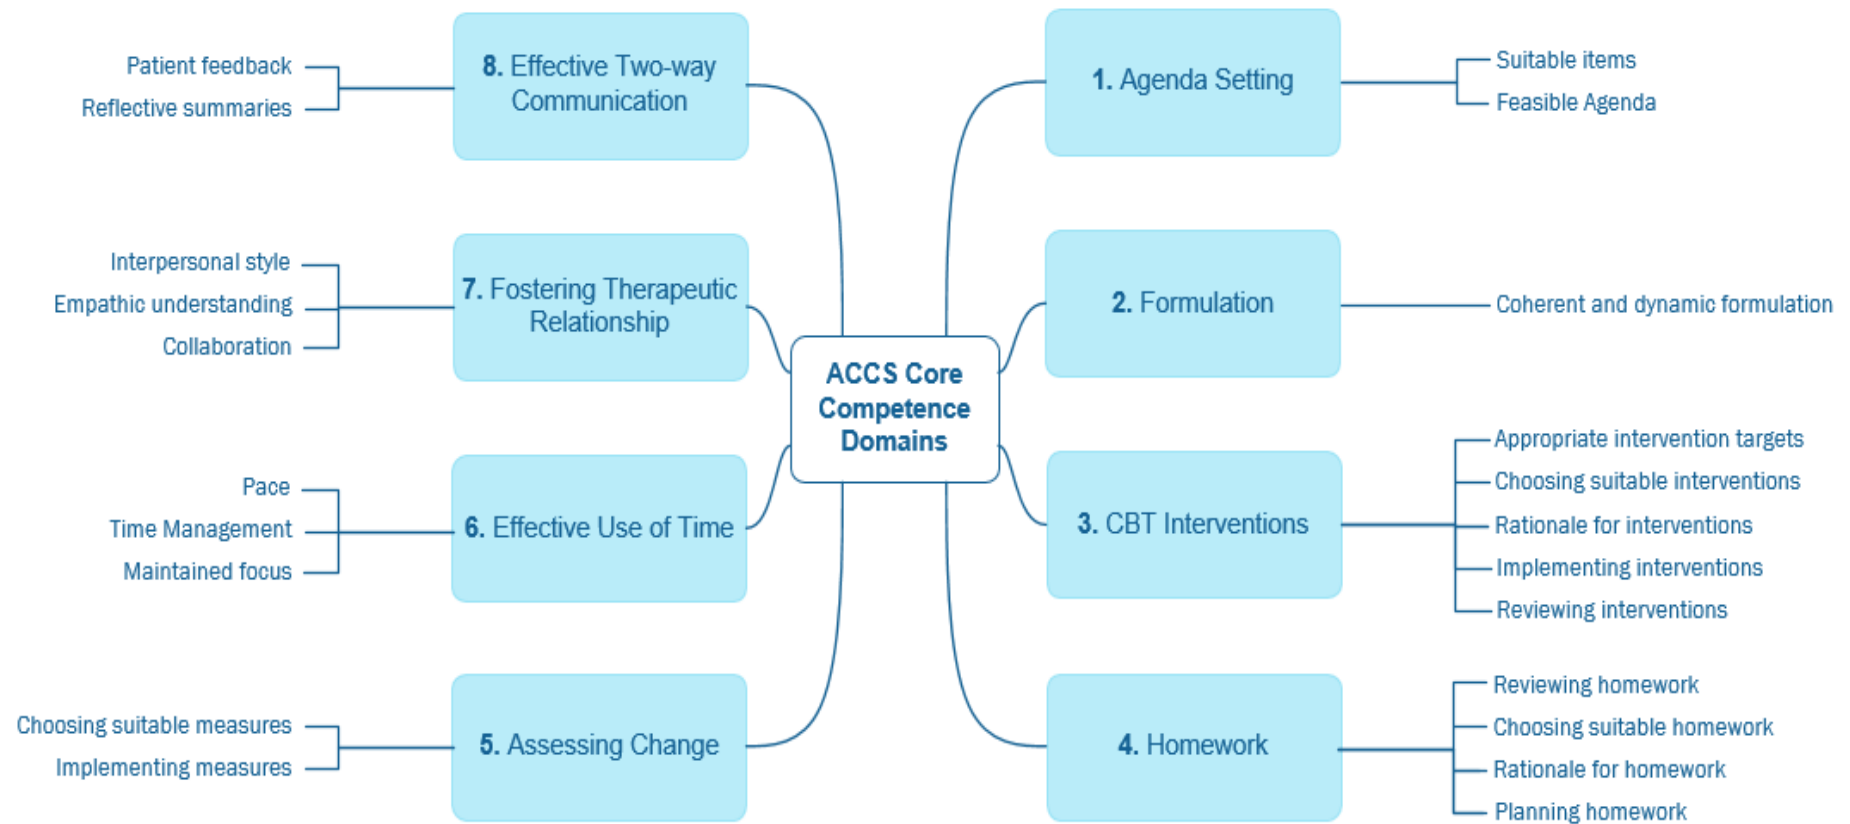 ACCS Core
Competence
Domains
1. Agenda Setting
Suitable items
Feasible Agenda
2. Formulation
Coherent and dynamic formulation
3. CBT Interventions
Appropriate intervention targets
Choosing suitable interventions
Rationale for interventions
Implementing interventions
Reviewing interventions
4. Homework
Reviewing homework
Choosing suitable homework
Rationale for homework
Planning homework
5. Assessing Change
Choosing suitable measures
Implementing measures
6. Effective Use of Time
Pace
Time Management
Maintained focus
7. Fostering Therapeutic
Relationship
Interpersonal style
Empathic understanding
Collaboration
8. Effective Two-way
Communication
Patient feedback
Reflective summaries